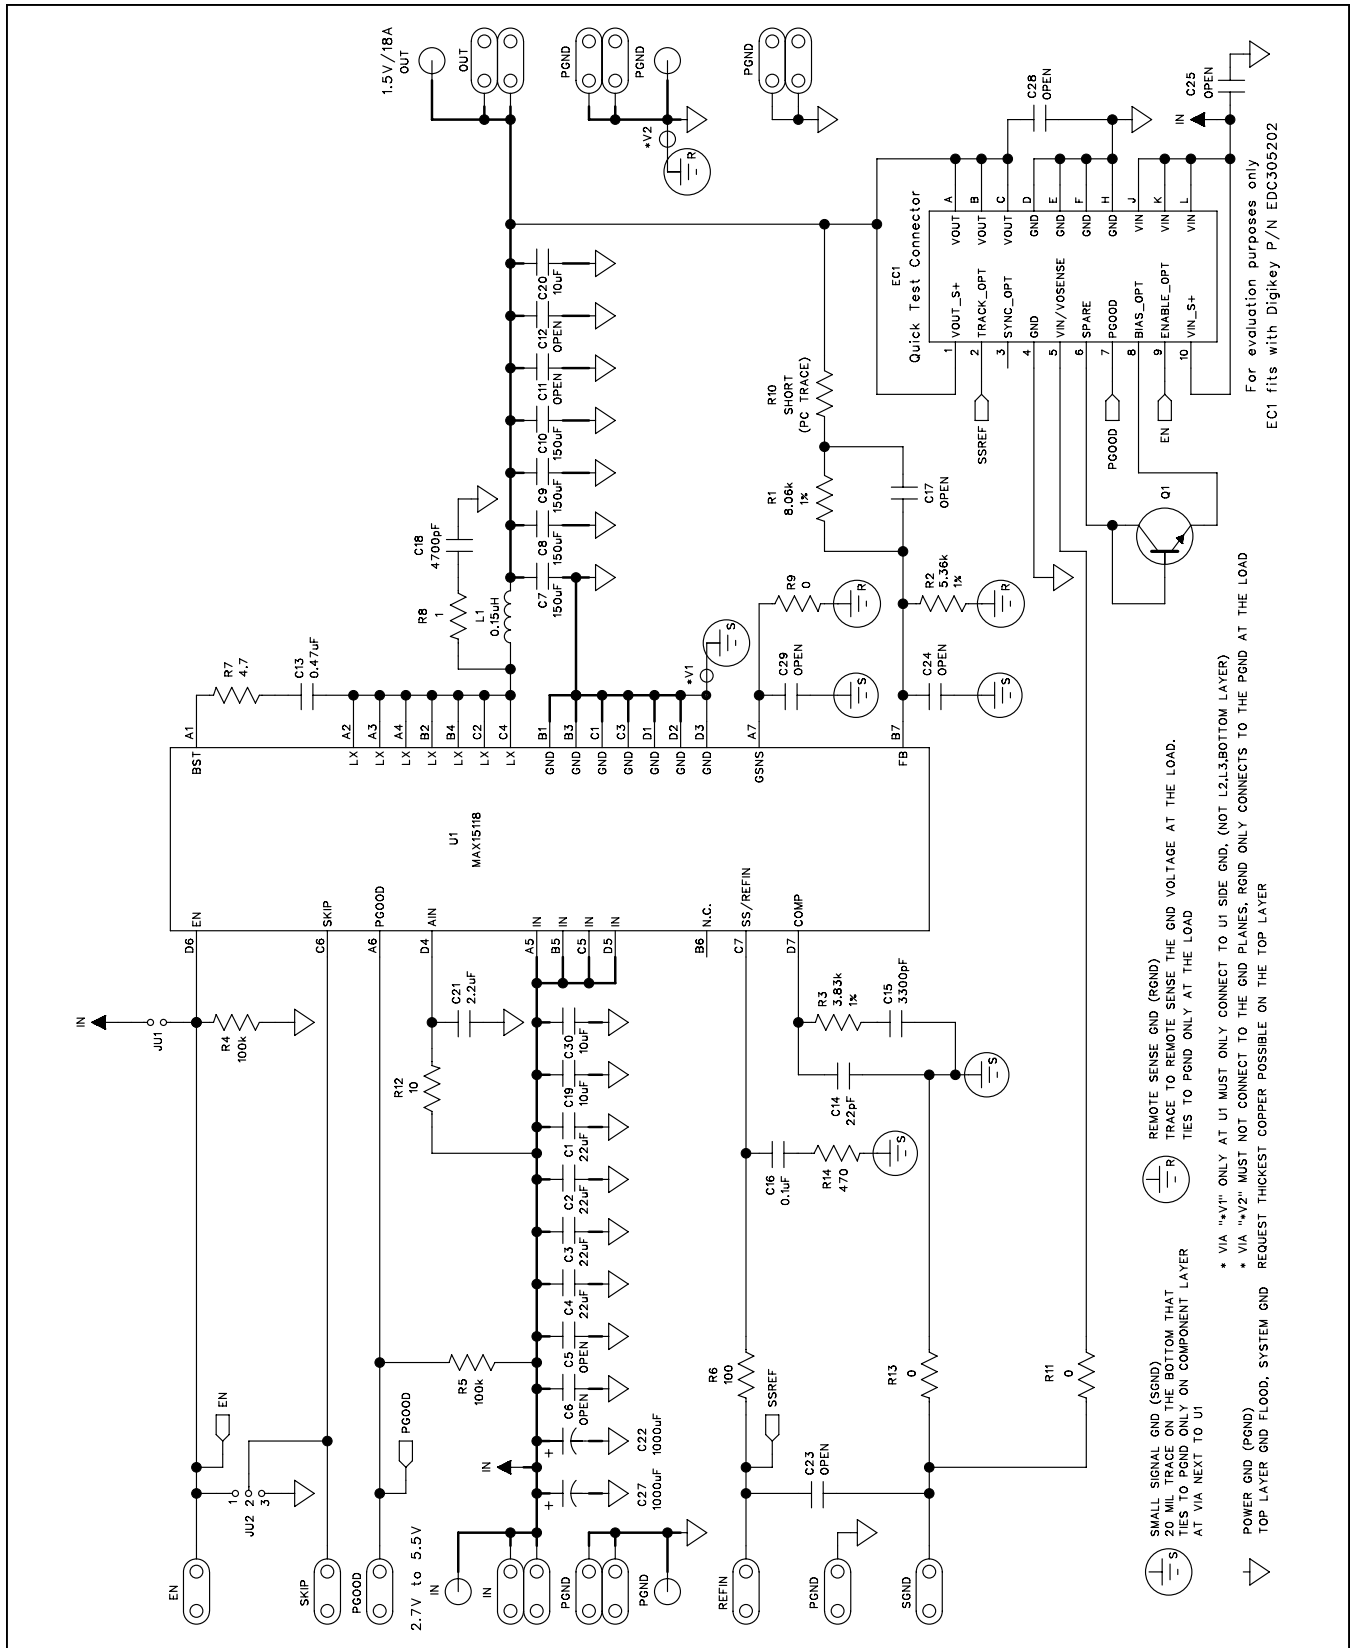 EN
SKIP
PGOOD
2.7V to 5.5V
IN
IN
PGND
PGND
REFIN
PGND
SGND
JU2
1
2
3
EN
PGOOD
IN
+
C27
1000uF
+
C22
1000uF
C6
OPEN
C5
OPEN
C4
22uF
C3
22uF
C2
22uF
C1
22uF
C19
10uF
C30
10uF
R5
100k
R12
10
C21
2.2uF
IN
JU1
R4
100k
SSREF
C23
OPEN
R6
100
R13
0
R11
0
C16
0.1uF
R14
470
S
C14
22pF
R3
3.83k
1%
C15
3300pF
S
D6
EN
C6
SKIP
A6
PGOOD
D4
AIN
A5
IN
B5
IN
C5
IN
D5
IN
B6
N.C.
C7
SS/REFIN
D7
COMP
U1
MAX15118
BST
A1
LX
A2
LX
A3
LX
A4
LX
B2
LX
B4
LX
C2
LX
C4
GND
B1
GND
B3
GND
C1
GND
C3
GND
D1
GND
D2
GND
D3
GSNS
A7
FB
B7
R7
4.7
C13
0.47uF
R8
1
C18
4700pF
L1
0.15uH
C7
150uF
C8
150uF
C9
150uF
C10
150uF
C11
OPEN
C12
OPEN
C20
10uF
*V1
S
C29
OPEN
S
R9
0
R
C24
OPEN
S
R2
5.36k
1%
R
R1
8.06k
1%
C17
OPEN
R10
SHORT
(PC TRACE)
1.5V/18A
OUT
OUT
PGND
PGND
*V2
R
PGND
Q1
SSREF
PGOOD
EN
EC1
Quick Test Connector
1
VOUT_S+
2
TRACK_OPT
3
SYNC_OPT
4
GND
5
VIN/VOSENSE
6
SPARE
7
PGOOD
8
BIAS_OPT
9
ENABLE_OPT
10
VIN_S+
VOUT
A
VOUT
B
VOUT
C
GND
D
GND
E
GND
F
GND
H
VIN
J
VIN
K
VIN
L
C28
OPEN
IN
C25
OPEN
For evaluation purposes only
EC1 fits with Digikey P/N EDC305202
S
SMALL SIGNAL GND (SGND)
20 MIL TRACE ON THE BOTTOM THAT
TIES TO PGND ONLY ON COMPONENT LAYER
AT VIA NEXT TO U1
R
REMOTE SENSE GND (RGND)
TRACE TO REMOTE SENSE THE GND VOLTAGE AT THE LOAD.
TIES TO PGND ONLY AT THE LOAD
* VIA "*V1" ONLY AT U1 MUST ONLY CONNECT TO U1 SIDE GND, (NOT L2,L3,BOTTOM LAYER)
* VIA "*V2" MUST NOT CONNECT TO THE GND PLANES, RGND ONLY CONNECTS TO THE PGND AT THE LOAD
POWER GND (PGND)
TOP LAYER GND FLOOD, SYSTEM GND REQUEST THICKEST COPPER POSSIBLE ON THE TOP LAYER